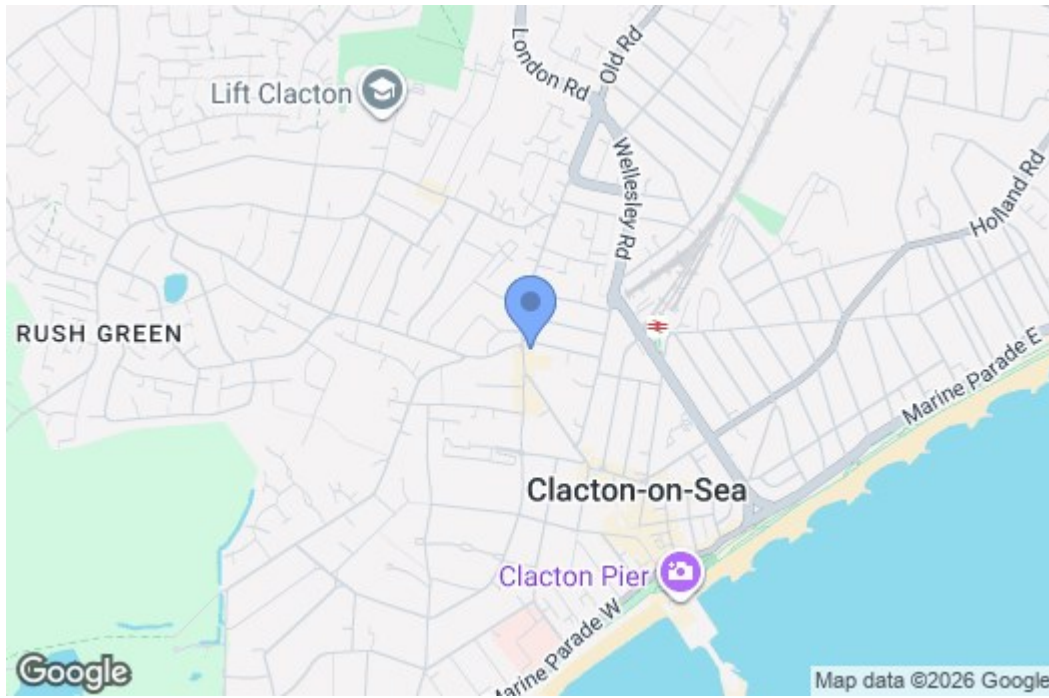 London Rd
Old Rd
Lift Clacton
Wellesley Rd
Holland Rd
RUSH GREEN
Marine Parade E
Clacton-on-Sea
Clacton Pier
Marine Parade W
Google
Map data ©2026 Google